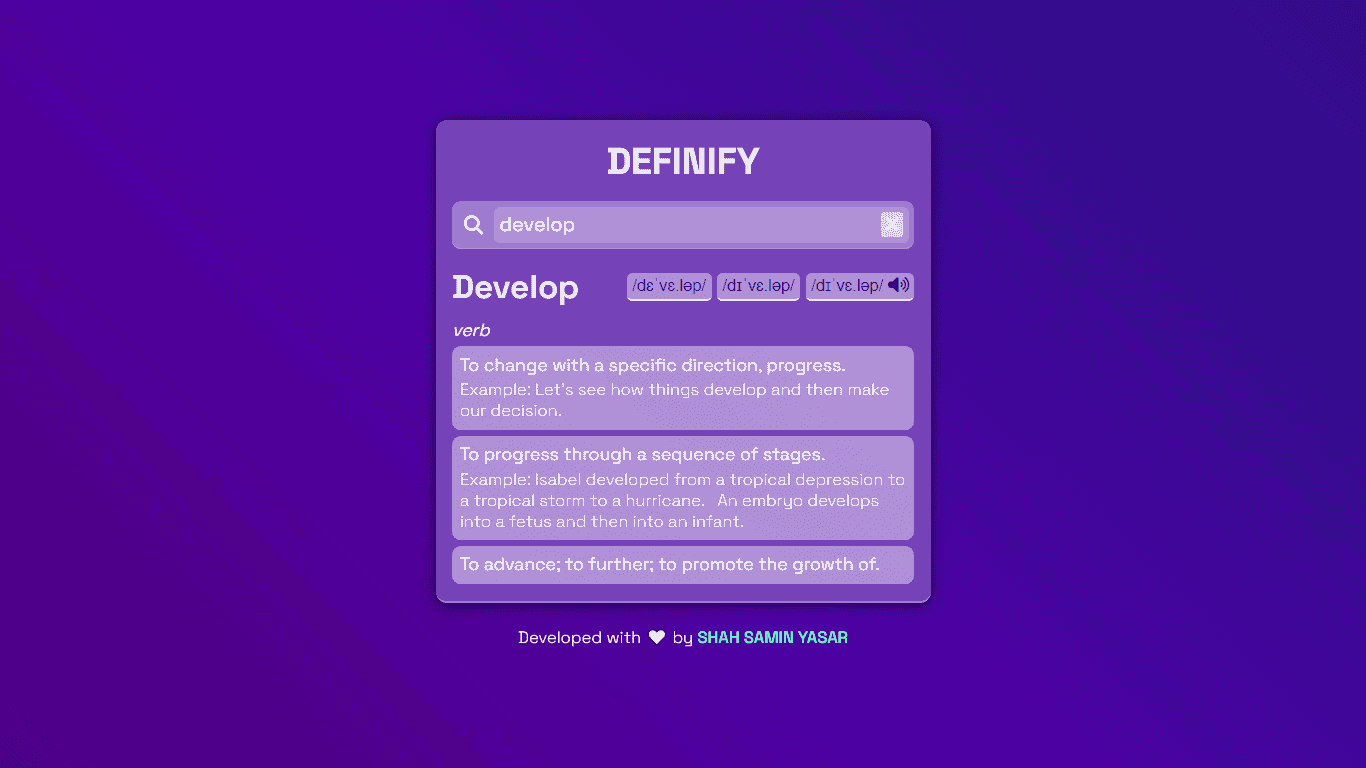 DEFINIFY
develop
Develop /dɛˈvɛ.ləp/ /dɪˈvɛ.ləp/ /dɪˈvɛ.ləp/
verb
To change with a specific direction, progress.
Example: Let's see how things develop and then make
our decision.
To progress through a sequence of stages.
Example: Isabel developed from a tropical depression to
a tropical storm to a hurricane.   An embryo develops
into a fetus and then into an infant.
To advance; to further; to promote the growth of.
Developed with ♥ by SHAH SAMIN YASAR